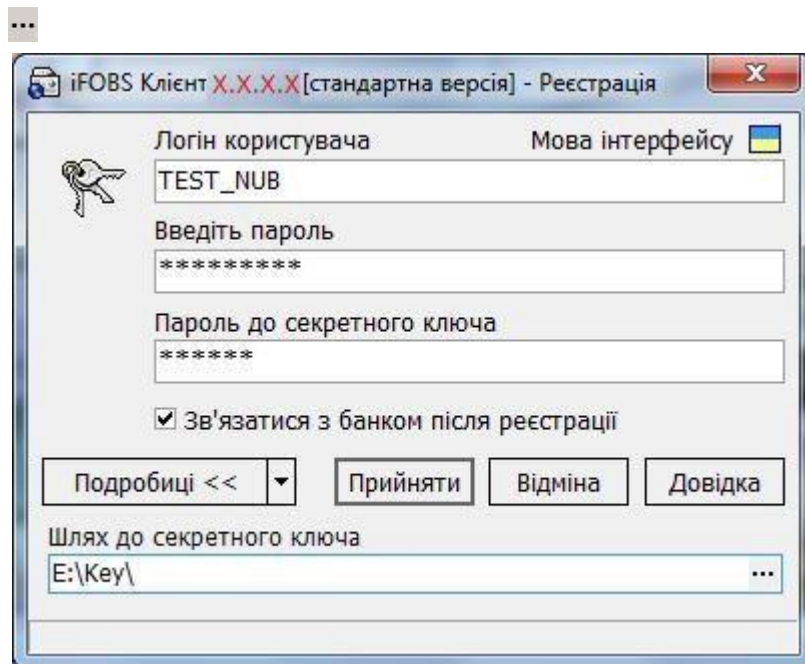 ...
iFOBS Клієнт X.X.X.X [стандартна версія] - Реєстрація
Логін користувача Мова інтерфейсу
TEST_NUB
Введіть пароль
*********
Пароль до секретного ключа
******
Зв'язатися з банком після реєстрації
Подробиці << Прийняти Відміна Довідка
Шлях до секретного ключа
E:\Key\ ...